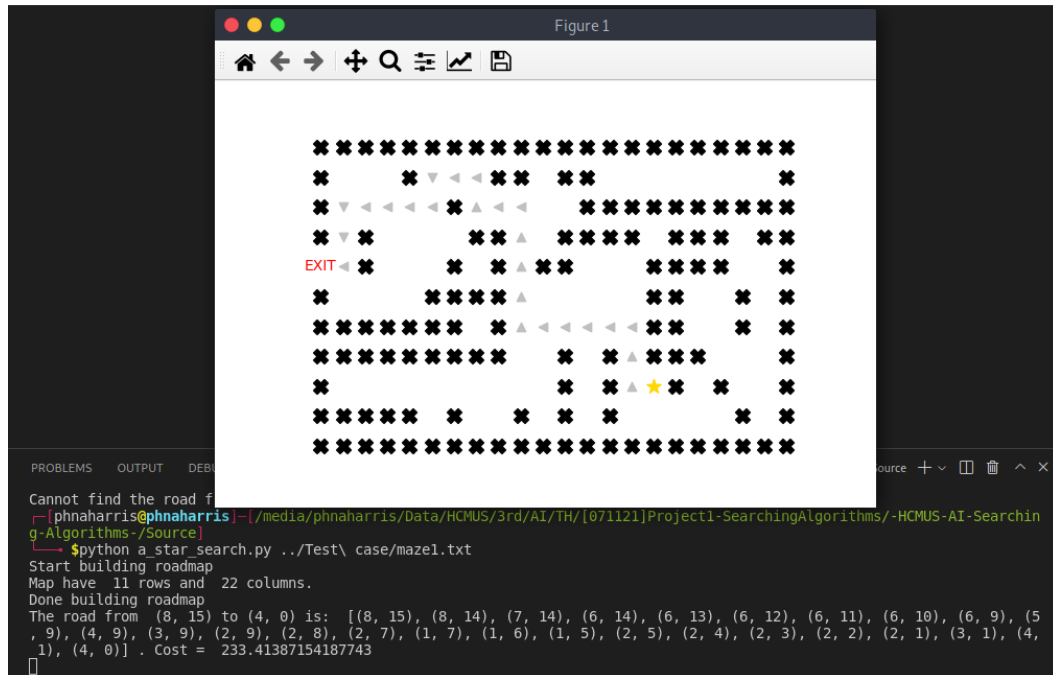 Figure 1
EXIT
PROBLEMS OUTPUT DEBU ource
Cannot find the road f
┌─[phnaharris@phnaharris]─[/media/phnaharris/Data/HCMUS/3rd/AI/TH/[071121]Project1-SearchingAlgorithms/-HCMUS-AI-Searchin
g-Algorithms-/Source]
└──╼ $python a_star_search.py ../Test\ case/maze1.txt
Start building roadmap
Map have  11 rows and  22 columns.
Done building roadmap
The road from  (8, 15) to (4, 0) is:  [(8, 15), (8, 14), (7, 14), (6, 14), (6, 13), (6, 12), (6, 11), (6, 10), (6, 9), (5
, 9), (4, 9), (3, 9), (2, 9), (2, 8), (2, 7), (1, 7), (1, 6), (1, 5), (2, 5), (2, 4), (2, 3), (2, 2), (2, 1), (3, 1), (4,
 1), (4, 0)] . Cost =  233.41387154187743